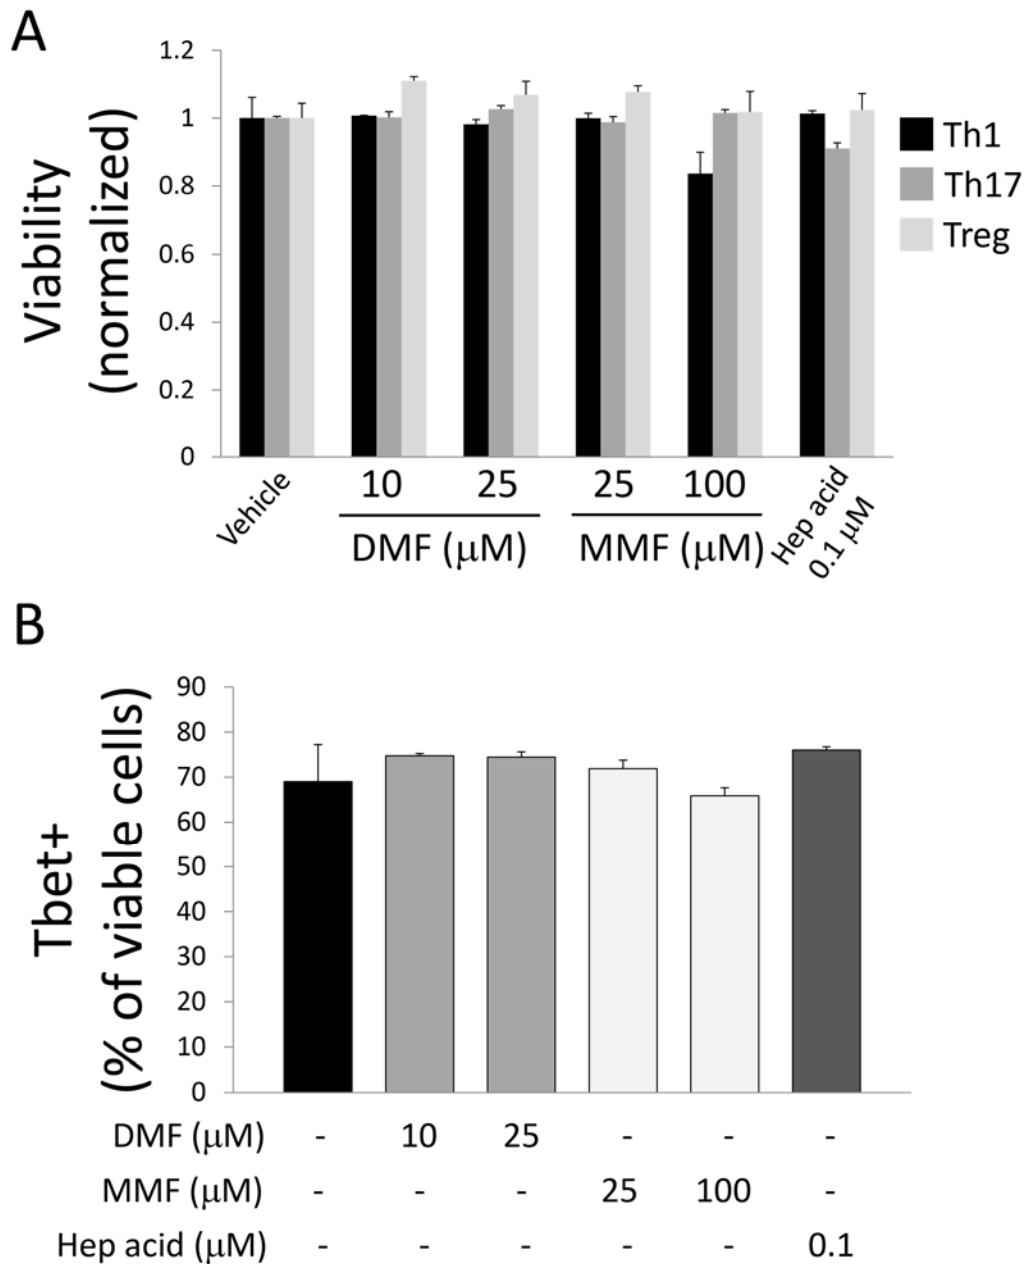 A
Viability
(normalized)
1.2
1
0.8
0.6
0.4
0.2
0
Th1
Th17
Treg
Vehicle
10
25
25
100
Hep acid
0.1 μM
DMF (μM)
MMF (μM)
B
Tbet+
(% of viable cells)
90
80
70
60
50
40
30
20
10
0
DMF (μM) - 10 25 - - -
MMF (μM) - - - 25 100 -
Hep acid (μM) - - - - - 0.1